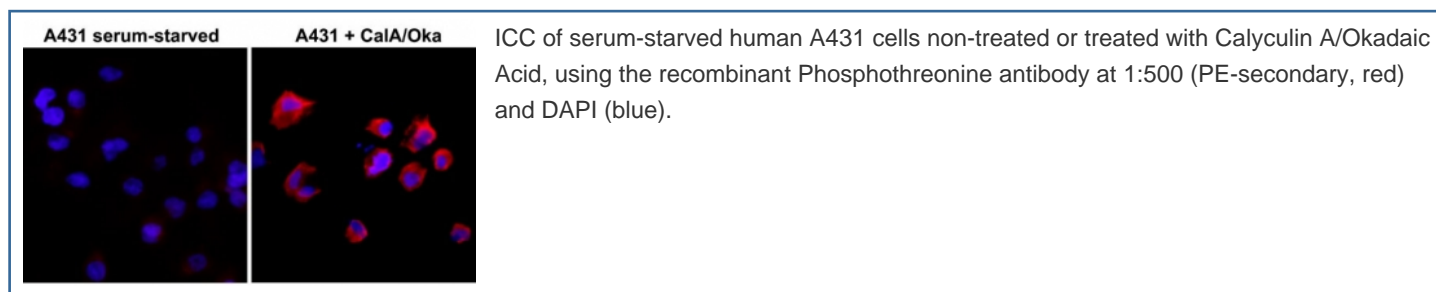 A431 serum-starved
A431 + CalA/Oka
ICC of serum-starved human A431 cells non-treated or treated with Calyculin A/Okadaic
Acid, using the recombinant Phosphothreonine antibody at 1:500 (PE-secondary, red)
and DAPI (blue).